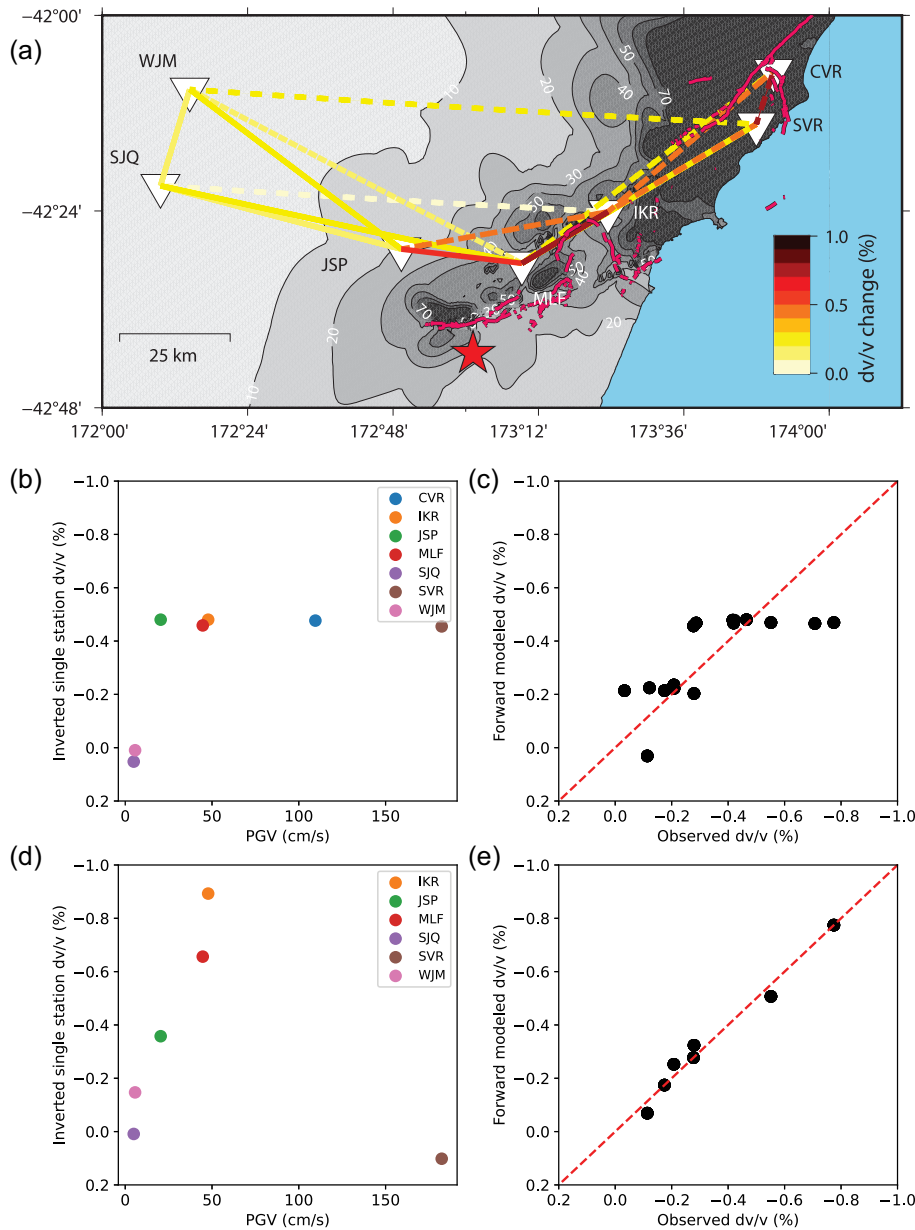 (a)
−42°00'
−42°24'
−42°48'
172°00'
172°24'
172°48'
173°12'
173°36'
174°00'
WJM
SJQ
JSP
MLF
IKR
SVR
CVR
10
20
50
40
70
30
50
10
20
70
50
50
40
20
50
10
25 km
1.0
0.5
0.0
dv/v change (%)
(b)
−1.0
−0.8
−0.6
−0.4
−0.2
0.0
0.2
Inverted single station dv/v (%)
0
50
100
150
PGV (cm/s)
CVR
IKR
JSP
MLF
SJQ
SVR
WJM
(c)
−1.0
−0.8
−0.6
−0.4
−0.2
0.0
0.2
Forward modeled dv/v (%)
0.2
0.0
−0.2
−0.4
−0.6
−0.8
−1.0
Observed dv/v (%)
(d)
−1.0
−0.8
−0.6
−0.4
−0.2
0.0
0.2
Inverted single station dv/v (%)
0
50
100
150
PGV (cm/s)
IKR
JSP
MLF
SJQ
SVR
WJM
(e)
−1.0
−0.8
−0.6
−0.4
−0.2
0.0
0.2
Forward modeled dv/v (%)
0.2
0.0
−0.2
−0.4
−0.6
−0.8
−1.0
Observed dv/v (%)